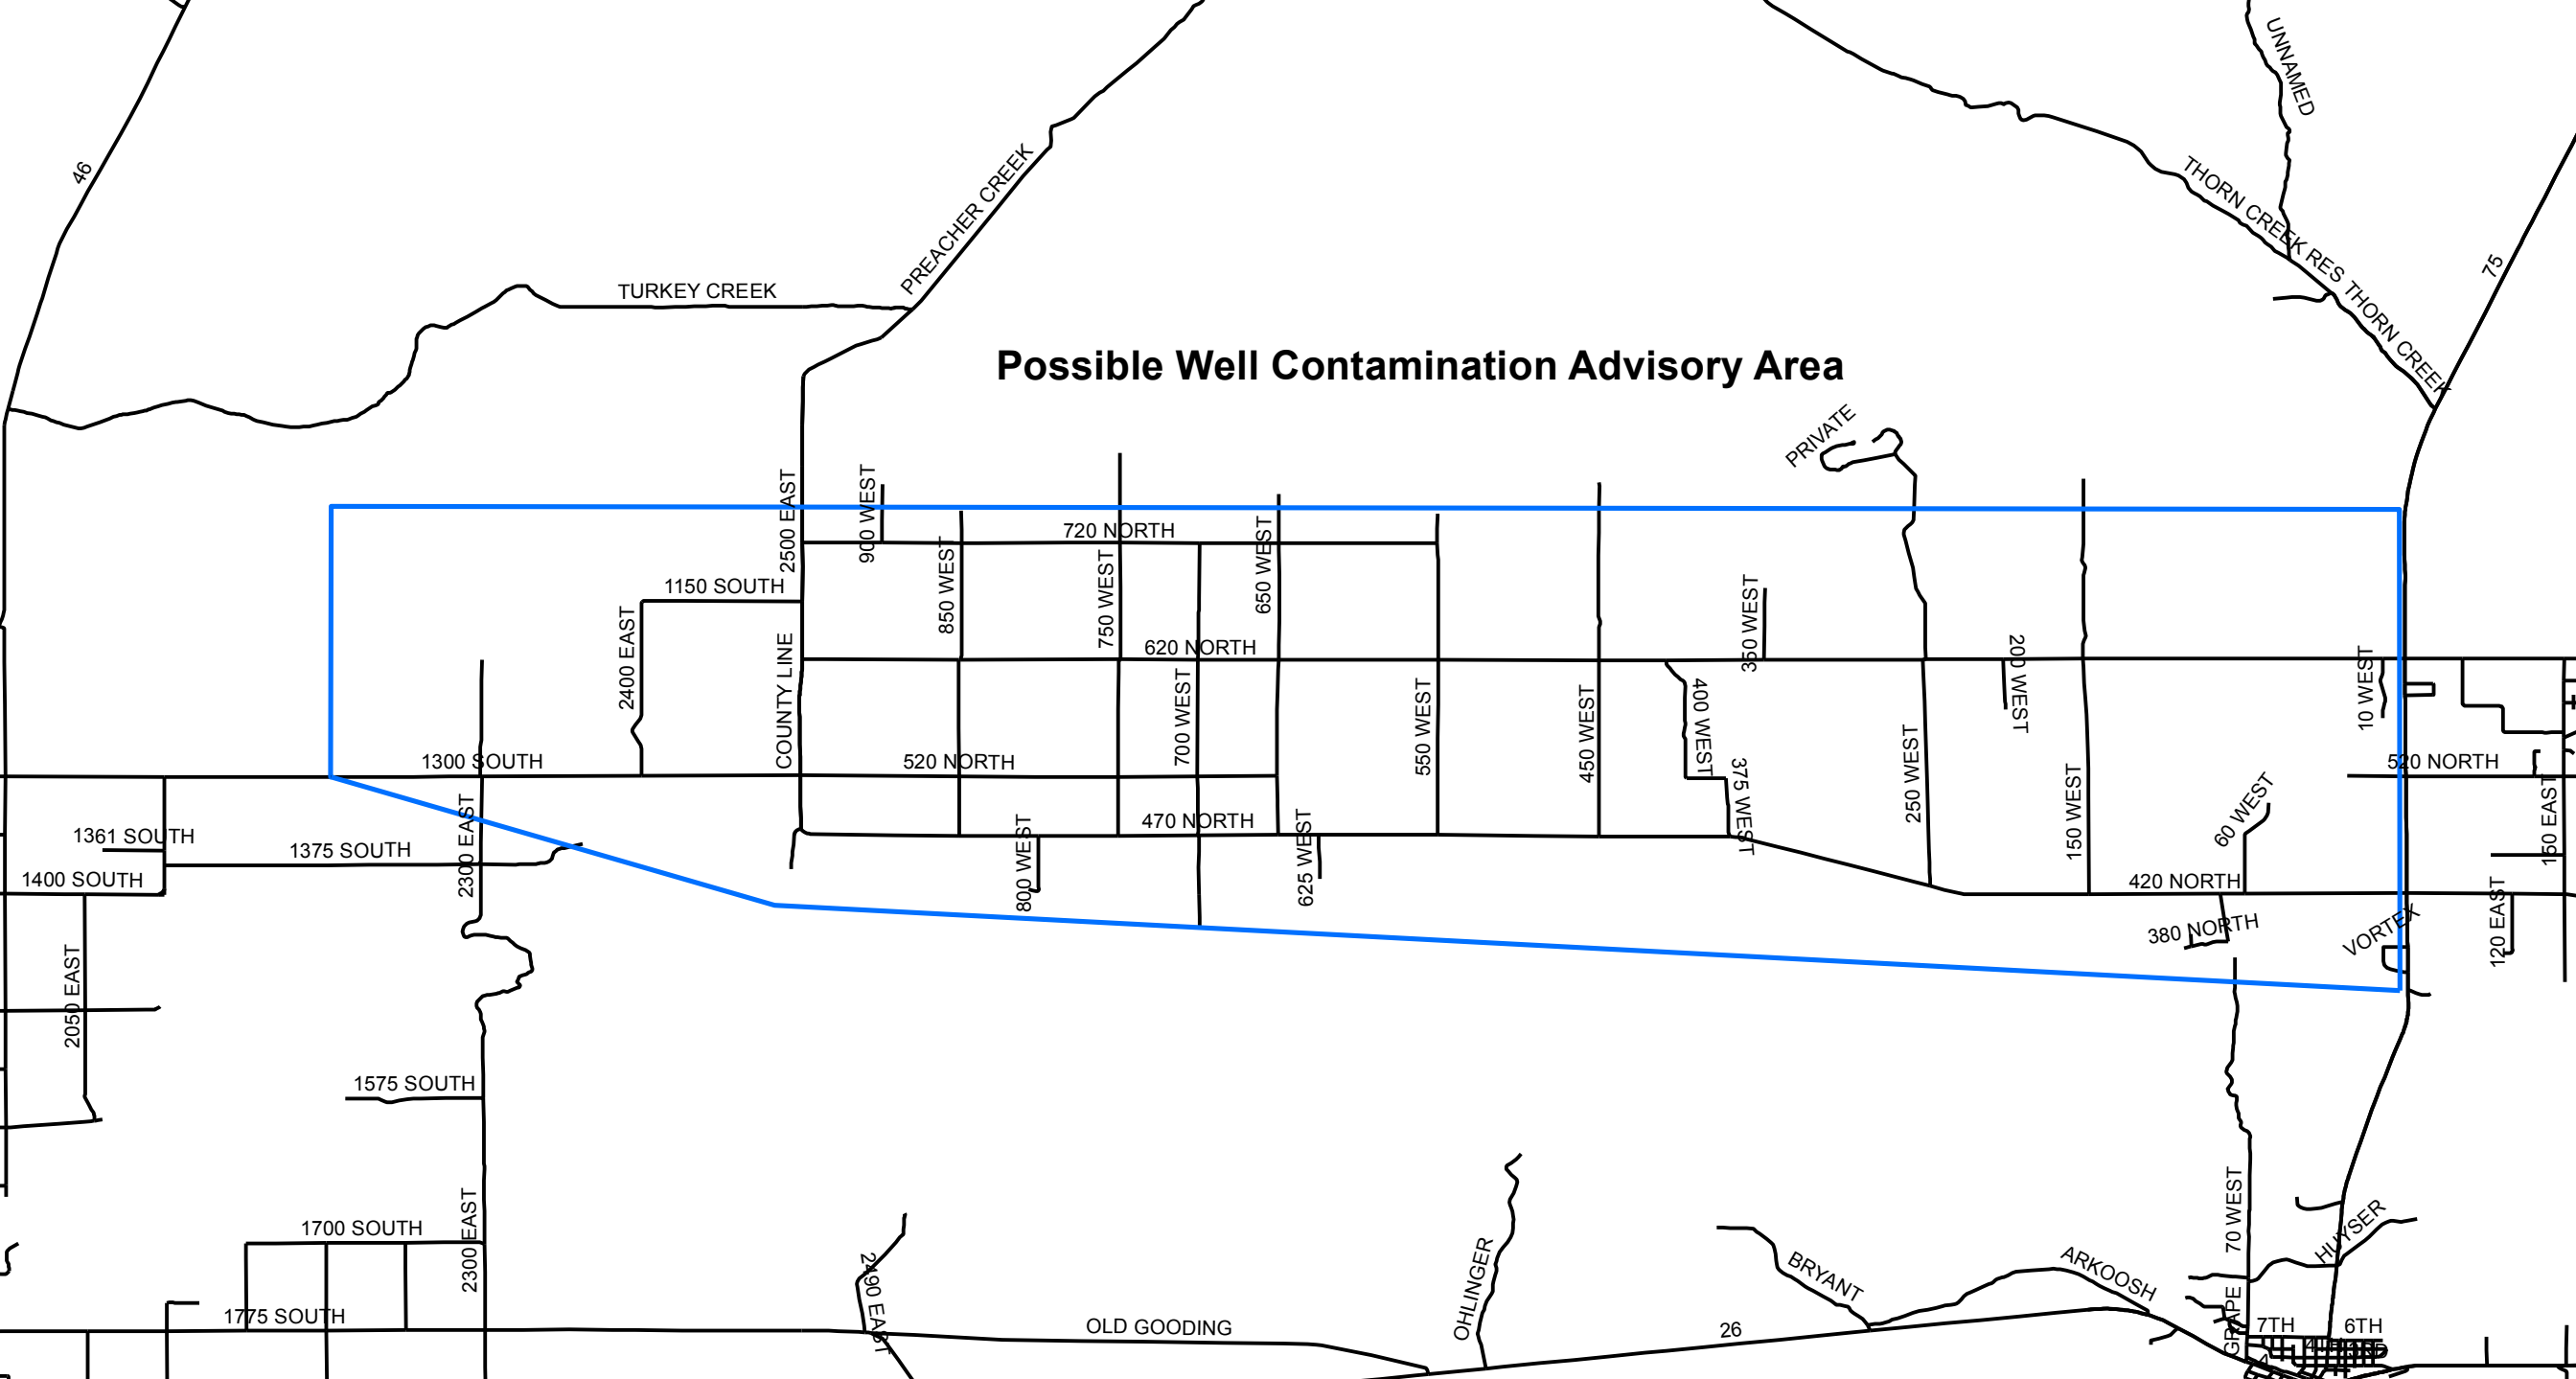 UNNAMED
46
PREACHER CREEK
THORN CREEK RES
THORN CREEK
75
TURKEY CREEK
Possible Well Contamination Advisory Area
PRIVATE
2500 EAST
900 WEST
720 NORTH
850 WEST
750 WEST
650 WEST
1150 SOUTH
2400 EAST
350 WEST
COUNTY LINE
620 NORTH
200 WEST
10 WEST
700 WEST
550 WEST
450 WEST
400 WEST
1300 SOUTH
520 NORTH
520 NORTH
250 WEST
375 WEST
150 WEST
60 WEST
150 EAST
1361 SOUTH
2300 EAST
470 NORTH
1375 SOUTH
800 WEST
625 WEST
1400 SOUTH
420 NORTH
380 NORTH
VORTEX
120 EAST
2050 EAST
1575 SOUTH
70 WEST
1700 SOUTH
2300 EAST
HUYSER
2490 EAST
OHLINGER
BRYANT
ARKOOSH
1775 SOUTH
OLD GOODING
26
GRAPE
7TH
6TH